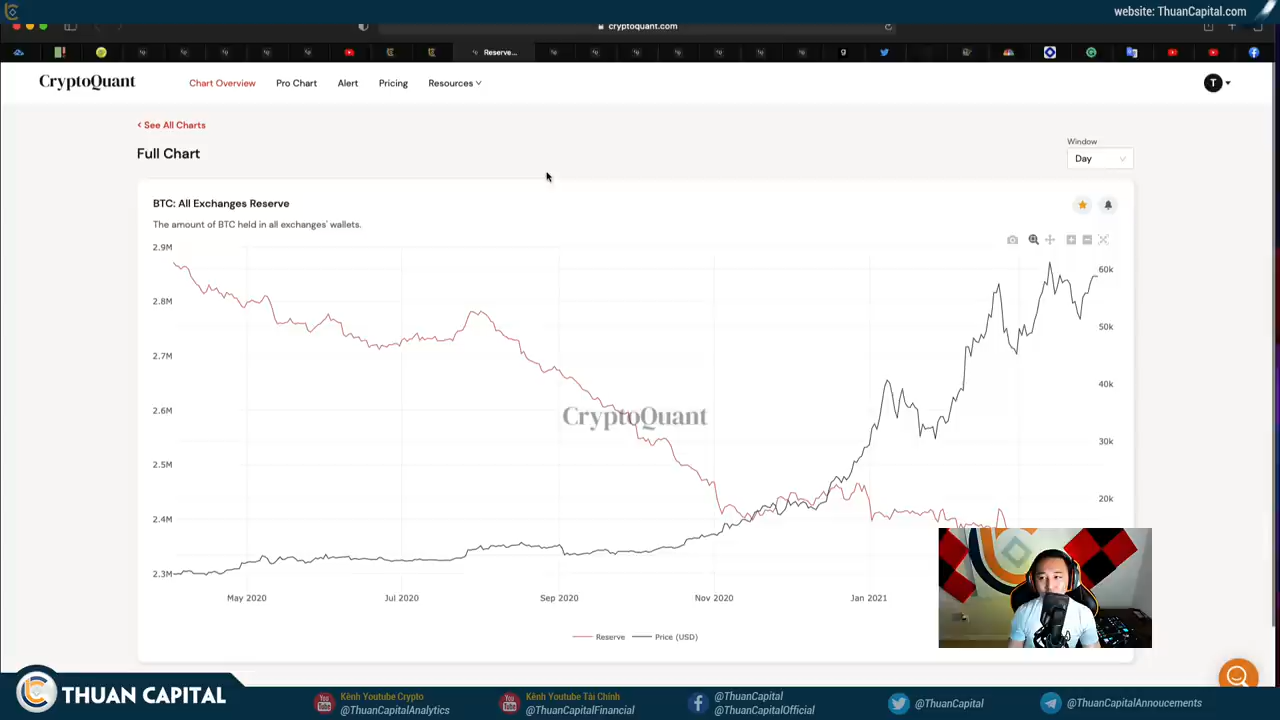 website: ThuanCapital.com
cryptoquant.com
Reserve...
CryptoQuant
Chart Overview
Pro Chart
Alert
Pricing
Resources
T
< See All Charts
Full Chart
Window
Day
BTC: All Exchanges Reserve
The amount of BTC held in all exchanges' wallets.
2.9M
60k
2.8M
50k
2.7M
40k
2.6M
CryptoQuant
30k
2.5M
20k
2.4M
2.3M
May 2020
Jul 2020
Sep 2020
Nov 2020
Jan 2021
Reserve
Price (USD)
THUAN CAPITAL
Kênh Youtube Crypto
@ThuanCapitalAnalytics
Kênh Youtube Tài Chính
@ThuanCapitalFinancial
@ThuanCapital
@ThuanCapitalOfficial
@ThuanCapital
@ThuanCapitalAnnoucements